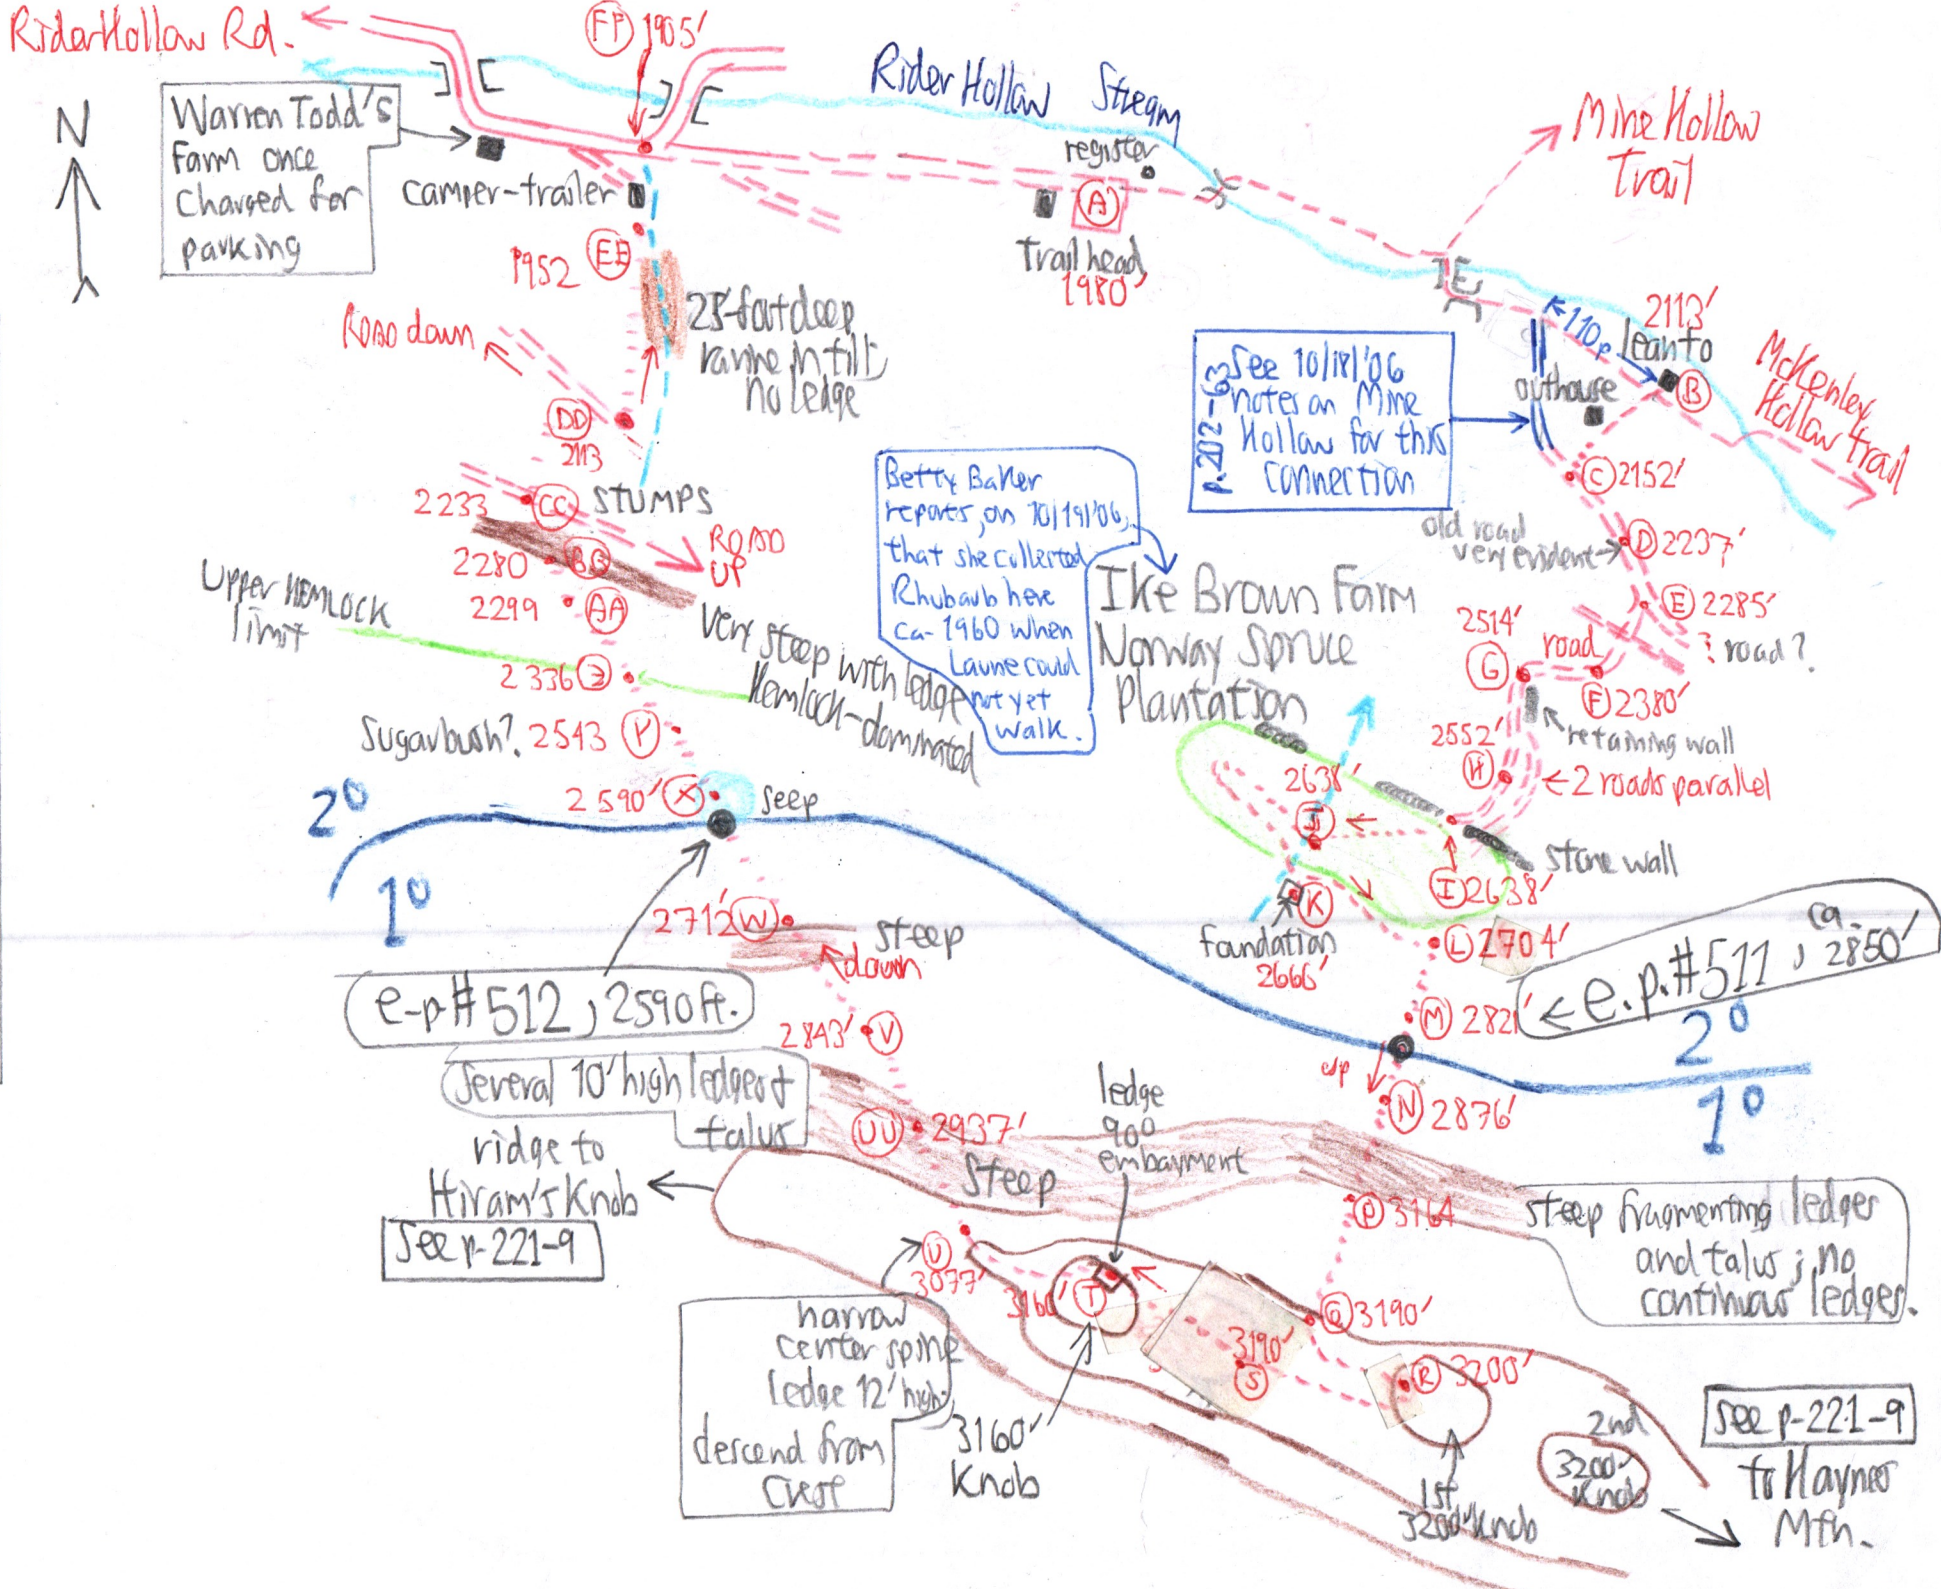 Rider Hollow Rd.
FF 1905'
Rider Hollow Stream
N
Warren Todd's
Farm once
Charged for
parking
camper-trailer
register
A
Trail head
1980'
Mine Hollow
Trail
1952 EE
25-foot deep
ravine in till;
no ledge
Road down
DD
2113
110p
2113'
lean to
B
outhouse
McKenley
Hollow Trail
p.202-63
See 10/18/'06
notes on Mine
Hollow for this
connection
C 2152'
old road
very evident
D 2237'
E 2285'
? road?
2233 CC STUMPS
ROAD
UP
2280 BB
2299 AA
Upper HEMLOCK
limit
Very steep with ledge
Hemlock-dominated
2336 Z
Sugarbush? 2543 Y
2590' X
seep
Betty Baker
reports, on 10/19/'06,
that she collected
Rhubarb here
ca- 1960 when
Laurie could
not yet
walk.
Ike Brown Farm
Norway Spruce
Plantation
2514'
G
road
F 2380'
retaining wall
2552'
H
2 roads parallel
2638'
J
stone wall
I 2638'
K
foundation
2666'
L 2704'
M 2821'
e.p.#511, ca. 2850'
2°
1°
2°
1°
2712' W
steep
down
e-p-#512, 2590ft.
2843' V
up
N 2876'
Several 10' high ledges +
talus
UU 2937'
steep
ledge
90°
embayment
ridge to
Hiram's Knob
See p-221-9
P 3164
steep fragmenting ledges
and talus; no
continuous ledges.
U
3077'
3160' T
Q 3190'
3190'
S
R 3200'
narrow
center spine
ledge 12' high
descend from
crest
3160'
Knob
1st
3200' Knob
2nd
3200'
Knob
See p-221-9
to Haynes
Mtn.